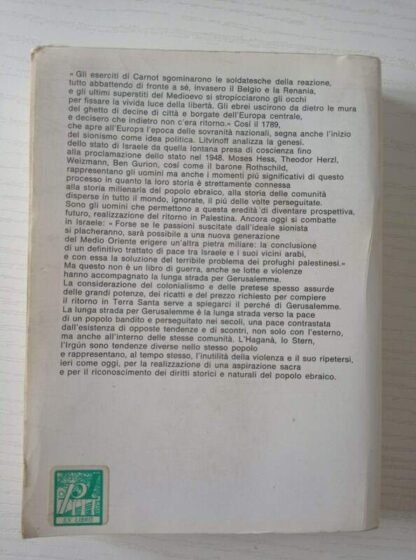 « Gli eserciti di Carnot sgominarono le soldatesche della reazione,
tutto abbattendo di fronte a sé, invasero il Belgio e la Renania,
e gli ultimi superstiti del Medioevo si stropicciarono gli occhi
per fissare la vivida luce della libertà. Gli ebrei uscirono da dietro le mura
del ghetto di decine di città e borgate dell'Europa centrale,
e decisero che indietro non c'era ritorno.» Così il 1789,
che apre all'Europa l'epoca delle sovranità nazionali, segna anche l'inizio
del sionismo come idea politica. Litvinoff analizza la genesi.
dello stato di Israele da quella lontana presa di coscienza fino
alla proclamazione dello stato nel 1948. Moses Hess, Theodor Herzl,
Weizmann, Ben Gurion, così come il barone Rothschild,
rappresentano gli uomini ma anche i momenti più significativi di questo
processo in quanto la loro storia è strettamente connessa
alla storia millenaria del popolo ebraico, alla storia delle comunità
disperse in tutto il mondo, ignorate, il più delle volte perseguitate.
Sono gli uomini che permettono a questa eredità di diventare prospettiva,
futuro, realizzazione del ritorno in Palestina. Ancora oggi si combatte
in Israele: « Forse se le passioni suscitate dall'ideale sionista
si placheranno, sarà possibile a una nuova generazione
del Medio Oriente erigere un'altra pietra miliare: la conclusione
di un definitivo trattato di pace tra Israele e i suoi vicini arabi,
e con essa la soluzione del terribile problema dei profughi palestinesi.»
Ma questo non è un libro di guerra, anche se lotte e violenze
hanno accompagnato la lunga strada per Gerusalemme.
La considerazione del colonialismo e delle pretese spesso assurde
delle grandi potenze, dei ricatti e del prezzo richiesto per compiere
il ritorno in Terra Santa serve a spiegarci il perché di Gerusalemme.
La lunga strada per Gerusalemme è la lunga strada verso la pace
di un popolo bandito e perseguitato nei secoli, una pace contrastata
dall'esistenza di opposte tendenze e di scontri, non solo con l'esterno,
ma anche all'interno delle stesse comunità. L'Haganà, lo Stern,
l'Irgùn sono tendenze diverse nello stesso popolo
e rappresentano, al tempo stesso, l'inutilità della violenza e il suo ripetersi,
ieri come oggi, per la realizzazione di una aspirazione sacra
e per il riconoscimento dei diritti storici e naturali del popolo ebraico.
EX LIBRIS